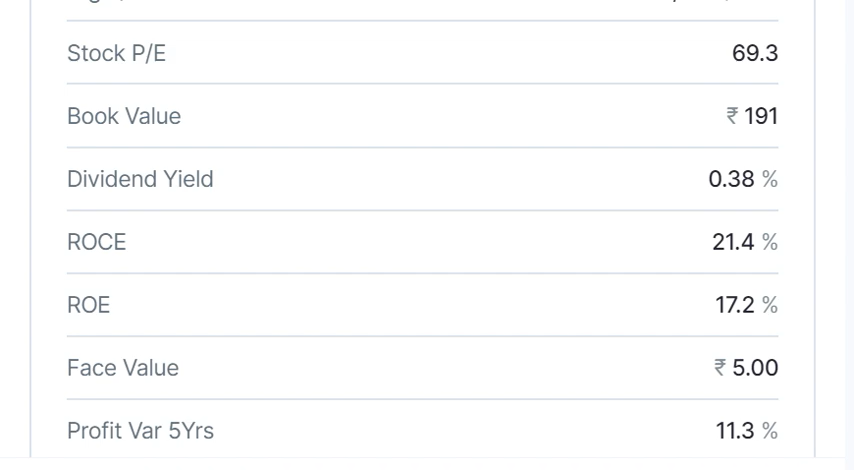 Stock P/E 69.3
Book Value ₹ 191
Dividend Yield 0.38 %
ROCE 21.4 %
ROE 17.2 %
Face Value ₹ 5.00
Profit Var 5Yrs 11.3 %